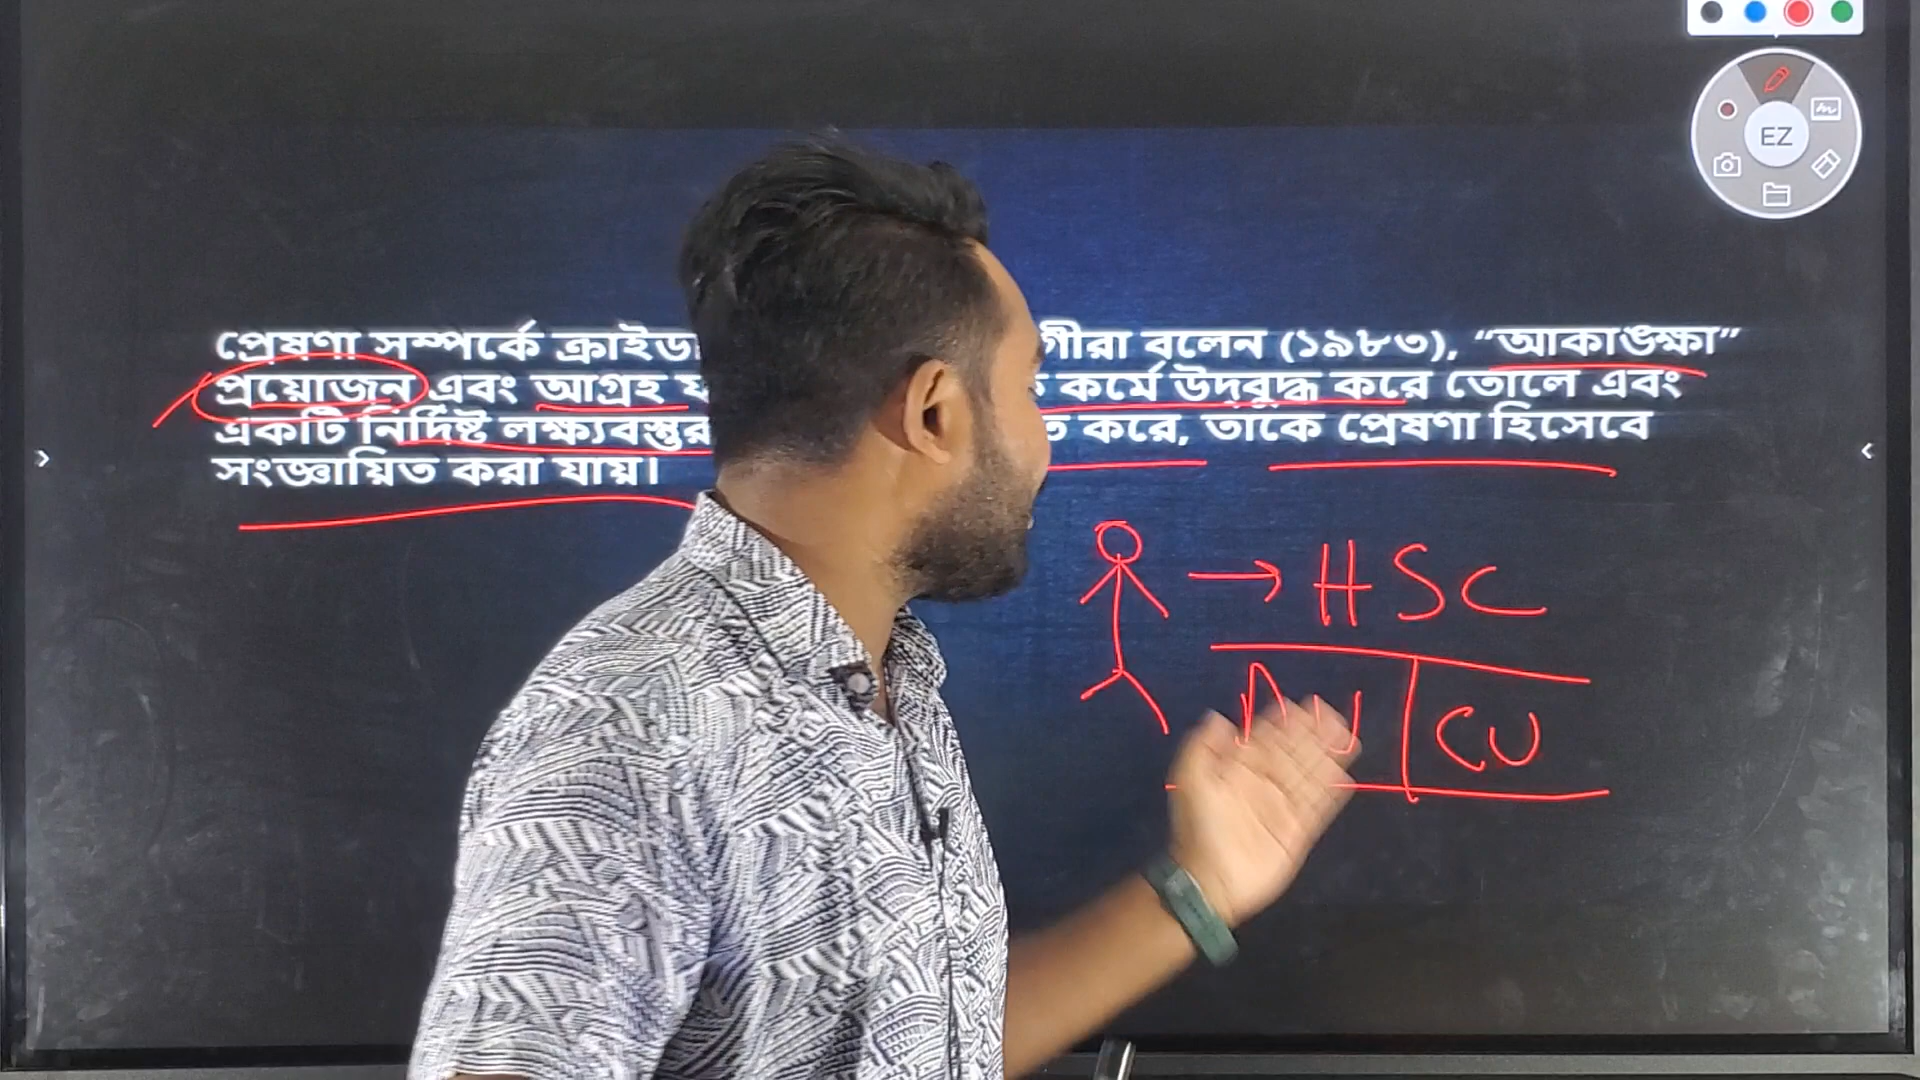 EZ
প্রেষণা সম্পর্কে ক্রাইডা গীরা বলেন (১৯৮৩), “আকাঙ্ক্ষা”
প্রয়োজন এবং আগ্রহ কর্মে উদ্বুদ্ধ করে তোলে এবং
একটি নির্দিষ্ট লক্ষ্যবস্তুর ত করে, তাকে প্রেষণা হিসেবে
সংজ্ঞায়িত করা যায়।
HSC
DU CU